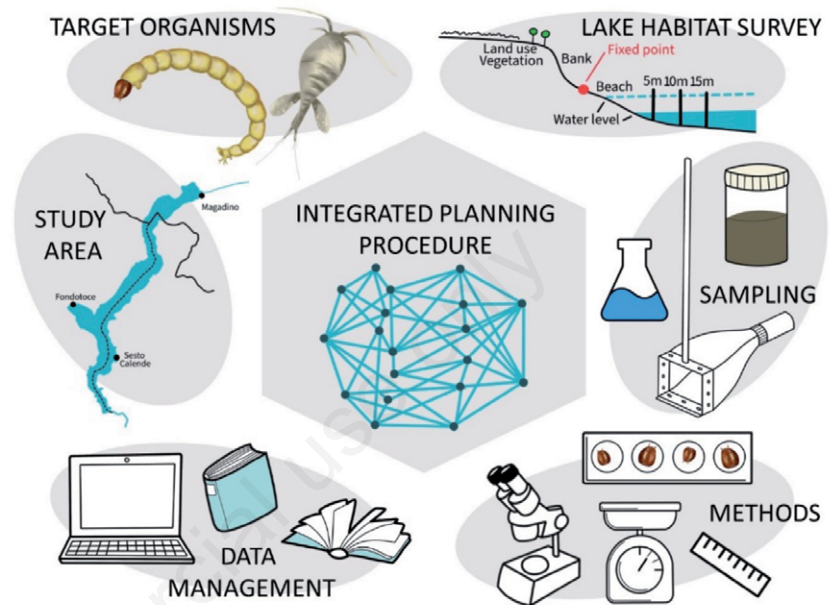 TARGET ORGANISMS
LAKE HABITAT SURVEY
Land use
Vegetation
Bank
Fixed point
Beach
5m 10m 15m
Water level
STUDY
AREA
Magadino
Fondotoce
Sesto
Calende
INTEGRATED PLANNING
PROCEDURE
SAMPLING
DATA
MANAGEMENT
METHODS